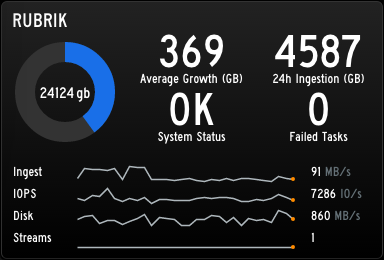 RUBRIK
24124 gb
369
Average Growth (GB)
4587
24h Ingestion (GB)
OK
System Status
0
Failed Tasks
Ingest 91 MB/s
IOPS 7286 IO/s
Disk 860 MB/s
Streams 1